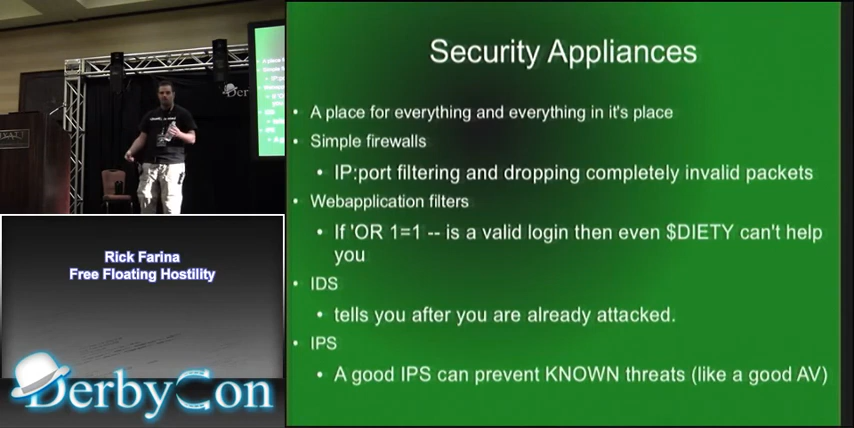 Security Appliances
• A place for everything and everything in it's place
• Simple firewalls
• IP:port filtering and dropping completely invalid packets
• Webapplication filters
• If 'OR 1=1 -- is a valid login then even $DIETY can't help
you
• IDS
• tells you after you are already attacked.
• IPS
• A good IPS can prevent KNOWN threats (like a good AV)
Rick Farina
Free Floating Hostility
DerbyCon